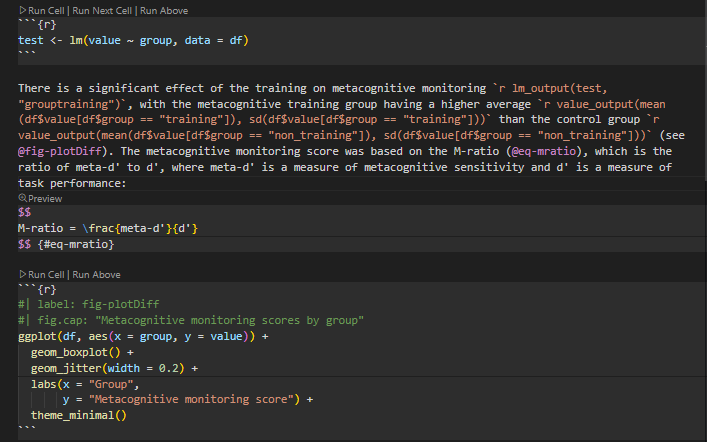 ▷ Run Cell | Run Next Cell | Run Above
```{r}
test <- lm(value ~ group, data = df)
```
There is a significant effect of the training on metacognitive monitoring `r lm_output(test,
"grouptraining")`, with the metacognitive training group having a higher average `r value_output(mean
(df$value[df$group == "training"]), sd(df$value[df$group == "training"]))` than the control group `r
value_output(mean(df$value[df$group == "non_training"]), sd(df$value[df$group == "non_training"]))` (see
@fig-plotDiff). The metacognitive monitoring score was based on the M-ratio (@eq-mratio), which is the
ratio of meta-d' to d', where meta-d' is a measure of metacognitive sensitivity and d' is a measure of
task performance:
Preview
$$
M-ratio = \frac{meta-d'}{d'}
$$ {#eq-mratio}
▷ Run Cell | Run Above
```{r}
#| label: fig-plotDiff
#| fig.cap: "Metacognitive monitoring scores by group"
ggplot(df, aes(x = group, y = value)) +
  geom_boxplot() +
  geom_jitter(width = 0.2) +
  labs(x = "Group",
       y = "Metacognitive monitoring score") +
  theme_minimal()
```